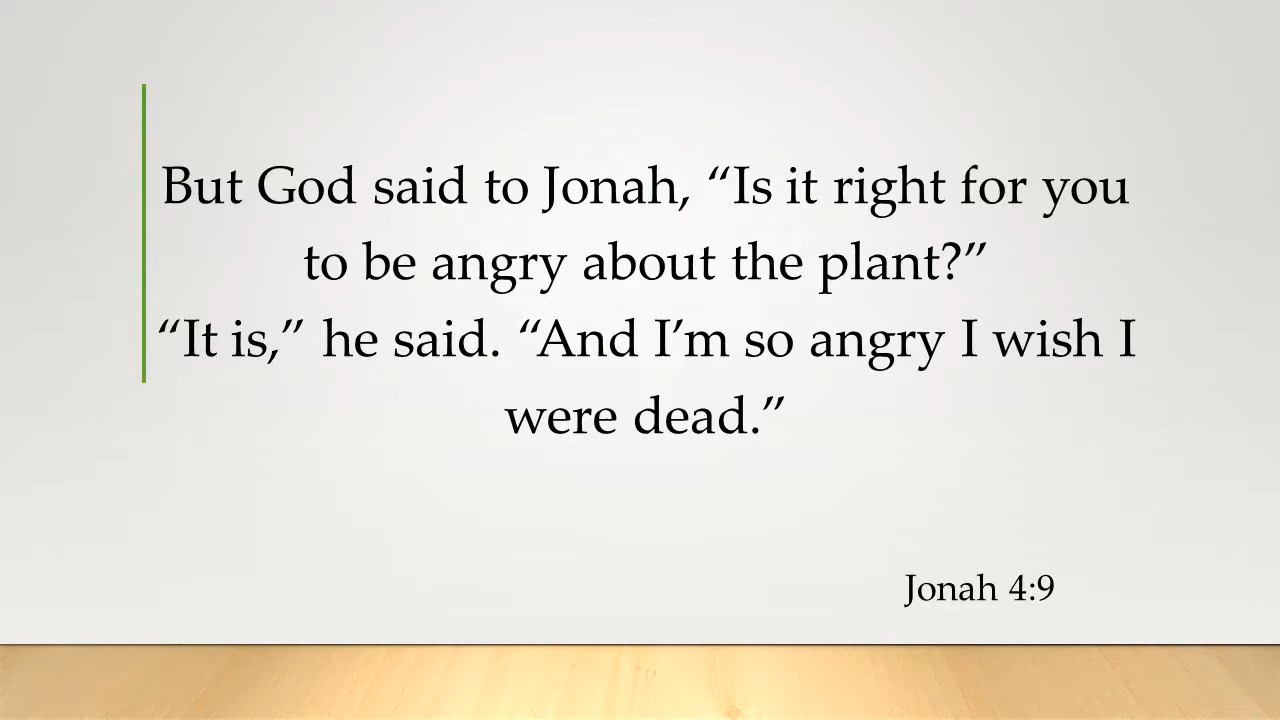 But God said to Jonah, “Is it right for you
to be angry about the plant?”
“It is,” he said. “And I’m so angry I wish I
were dead.”
Jonah 4:9